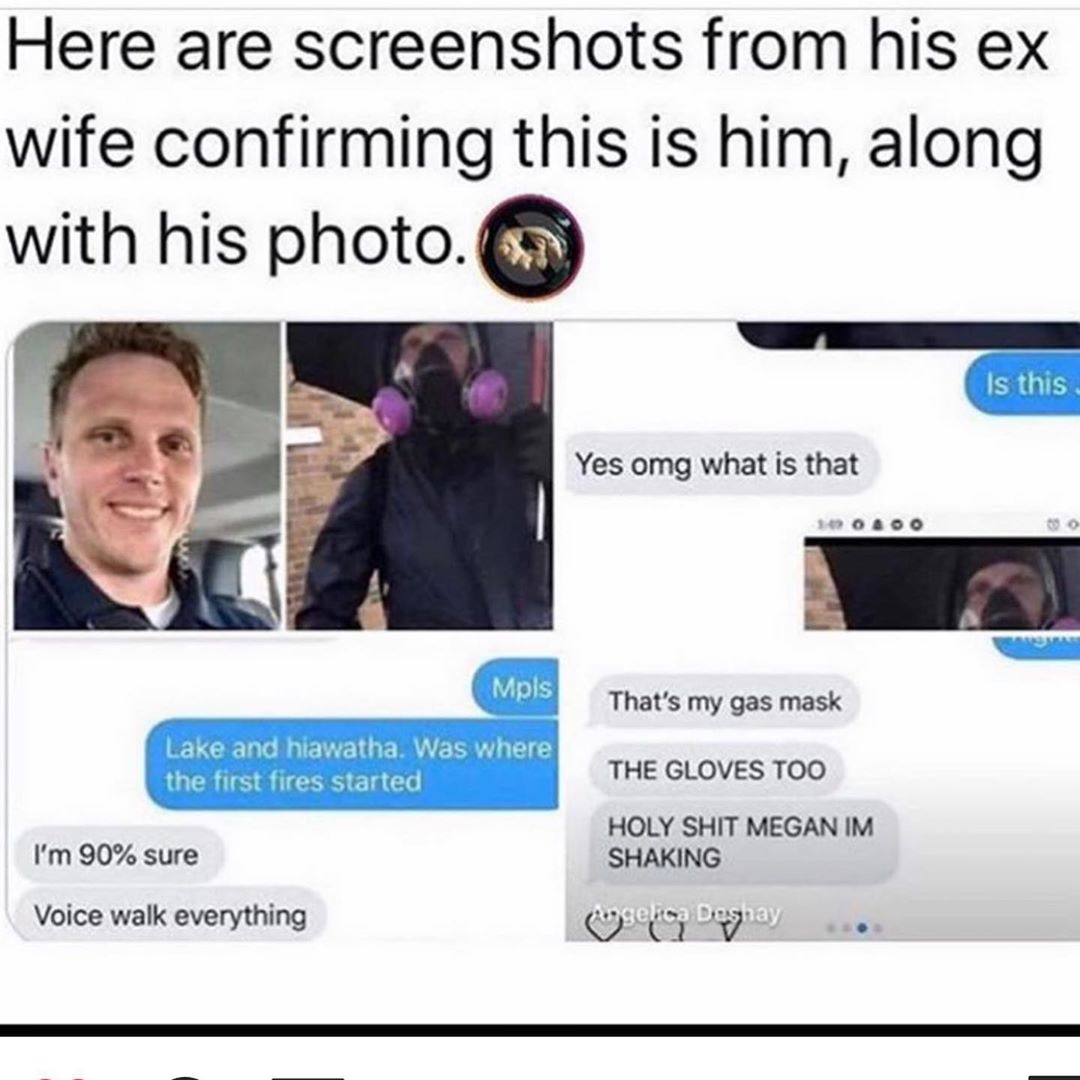 Here are screenshots from his ex
wife confirming this is him, along
with his photo.
Is this
Yes omg what is that
Mpls
Lake and hiawatha. Was where
the first fires started
I'm 90% sure
Voice walk everything
That's my gas mask
THE GLOVES TOO
HOLY SHIT MEGAN IM
SHAKING
Angelica Deshay